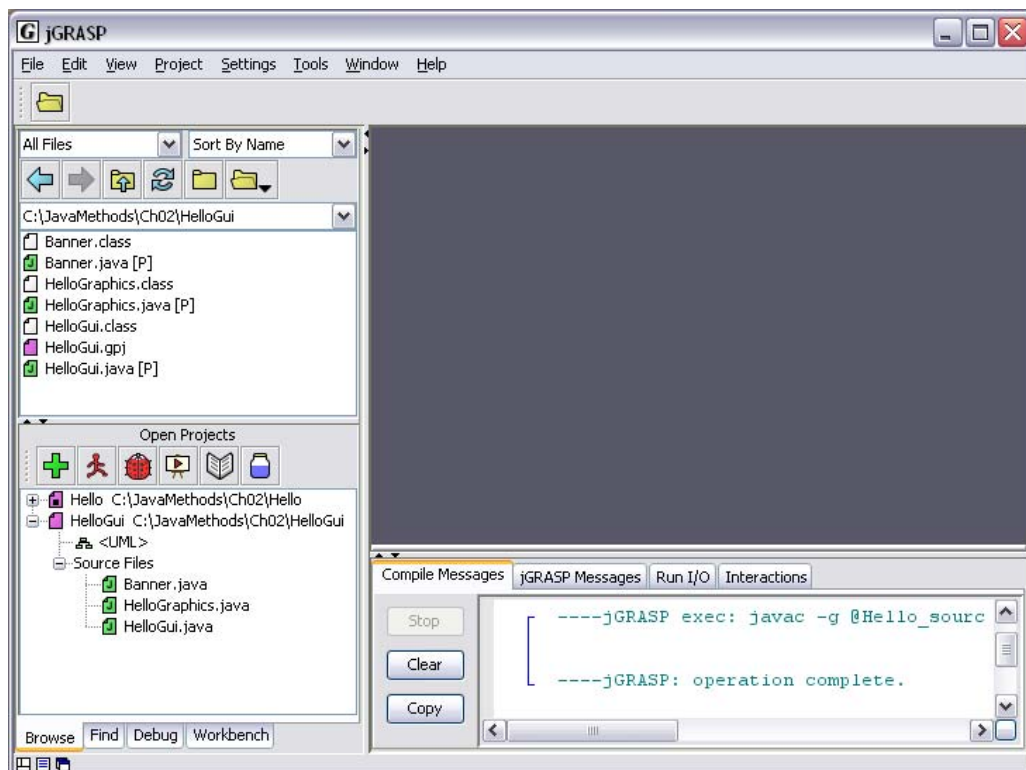 jGRASP
File Edit View Project Settings Tools Window Help
All Files Sort By Name
C:\JavaMethods\Ch02\HelloGui
Banner.class
Banner.java [P]
HelloGraphics.class
HelloGraphics.java [P]
HelloGui.class
HelloGui.gpj
HelloGui.java [P]
Open Projects
Hello C:\JavaMethods\Ch02\Hello
HelloGui C:\JavaMethods\Ch02\HelloGui
<UML>
Source Files
Banner.java
HelloGraphics.java
HelloGui.java
Browse Find Debug Workbench
Compile Messages jGRASP Messages Run I/O Interactions
Stop
Clear
Copy
----jGRASP exec: javac -g @Hello_sourc
----jGRASP: operation complete.